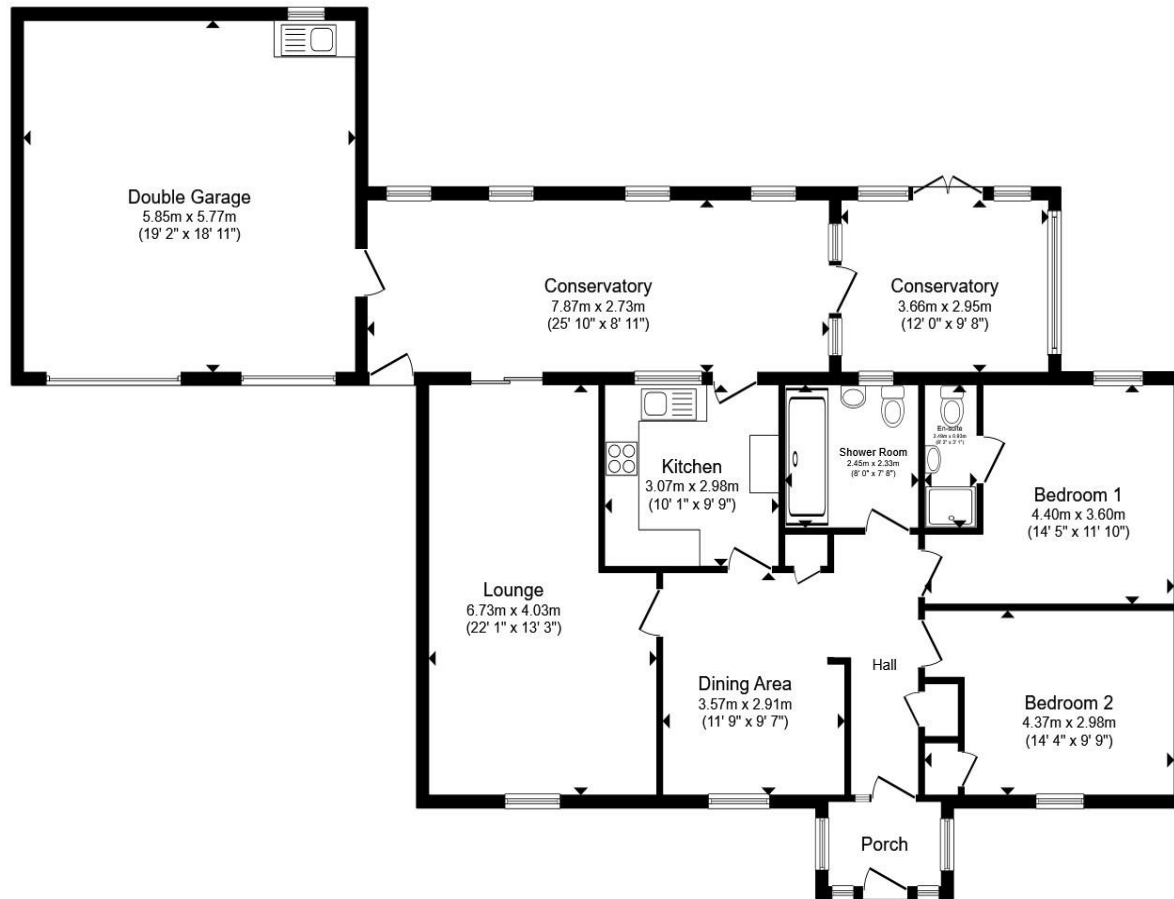 Double Garage
5.85m x 5.77m
(19' 2" x 18' 11")
Conservatory
7.87m x 2.73m
(25' 10" x 8' 11")
Conservatory
3.66m x 2.95m
(12' 0" x 9' 8")
Kitchen
3.07m x 2.98m
(10' 1" x 9' 9")
Shower Room
2.45m x 2.33m
(8' 0" x 7' 8")
En-suite
(8' 2" x 3' 1")
Bedroom 1
4.40m x 3.60m
(14' 5" x 11' 10")
Lounge
6.73m x 4.03m
(22' 1" x 13' 3")
Dining Area
3.57m x 2.91m
(11' 9" x 9' 7")
Hall
Bedroom 2
4.37m x 2.98m
(14' 4" x 9' 9")
Porch